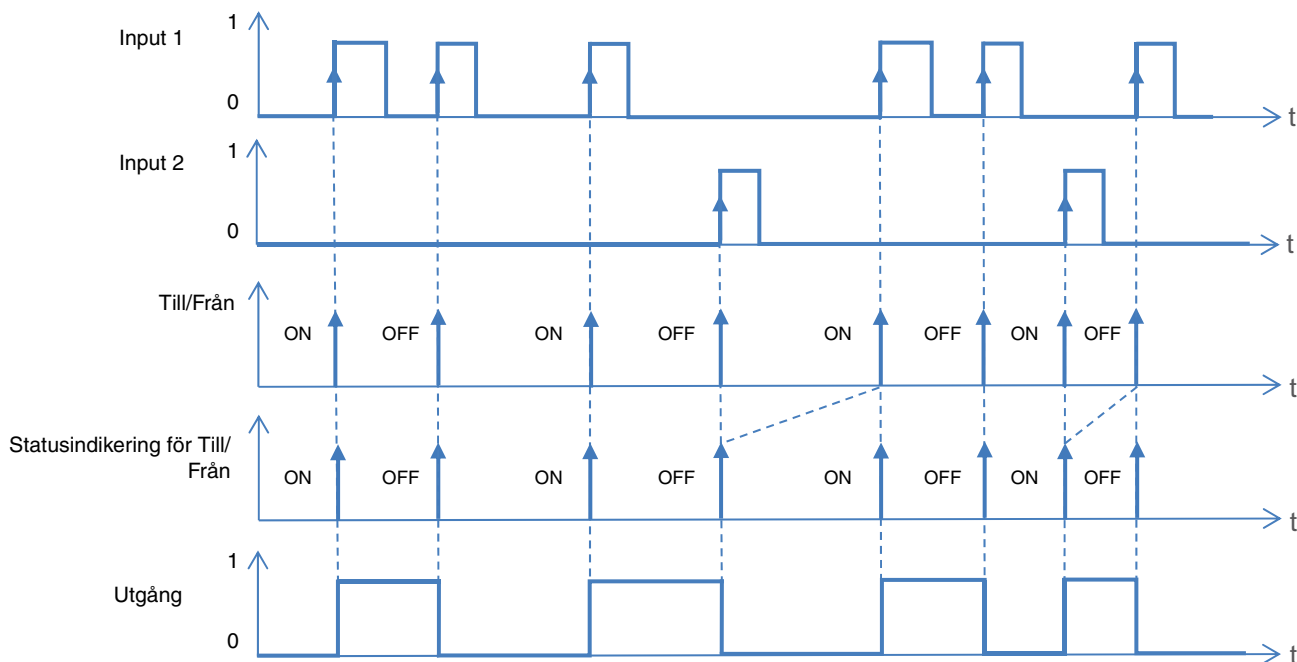 1
Input 1
0
t
1
Input 2
0
t
Till/Från
ON OFF ON OFF ON OFF ON OFF
t
Statusindikering för Till/
Från
ON OFF ON OFF ON OFF ON OFF
t
1
Utgång
0
t